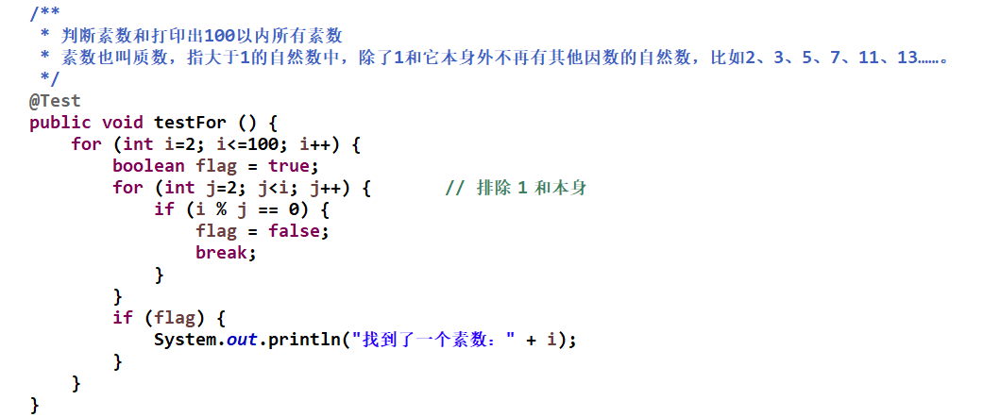 /**
 * 判断素数和打印出100以内所有素数
 * 素数也叫质数，指大于1的自然数中，除了1和它本身外不再有其他因数的自然数，比如2、3、5、7、11、13……。
 */
@Test
public void testFor () {
    for (int i=2; i<=100; i++) {
        boolean flag = true;
        for (int j=2; j<i; j++) {       // 排除 1 和本身
            if (i % j == 0) {
                flag = false;
                break;
            }
        }
        if (flag) {
            System.out.println("找到了一个素数：" + i);
        }
    }
}